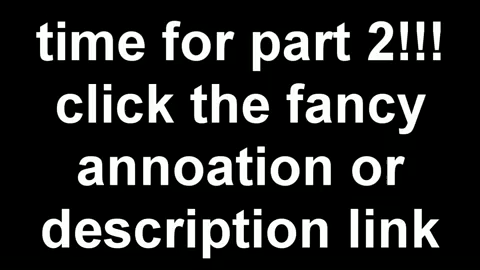 time for part 2!!!
click the fancy
annoation or
description link